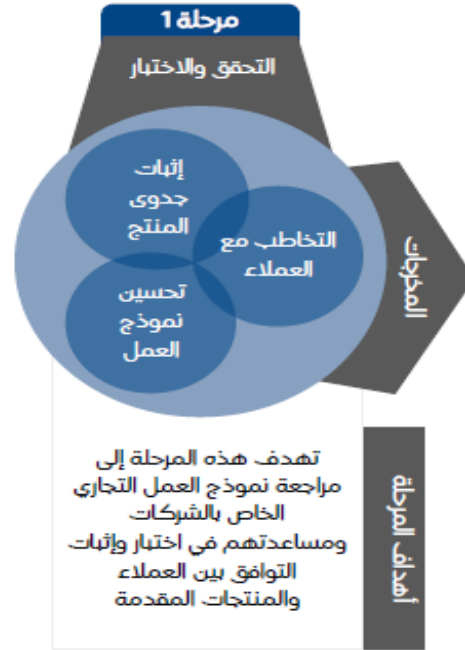 مرحلة 1
التحقق والاختبار
إثبات
جدوى
المنتج
التخاطب مع
العملاء
تحسين
نموذج
العمل
المخرجات
تهدف هذه المرحلة إلى
مراجعة نموذج العمل التجاري
الخاص بالشركات
ومساعدتهم في اختبار وإثبات
التوافق بين العملاء
والمنتجات المقدمة
أهداف المرحلة